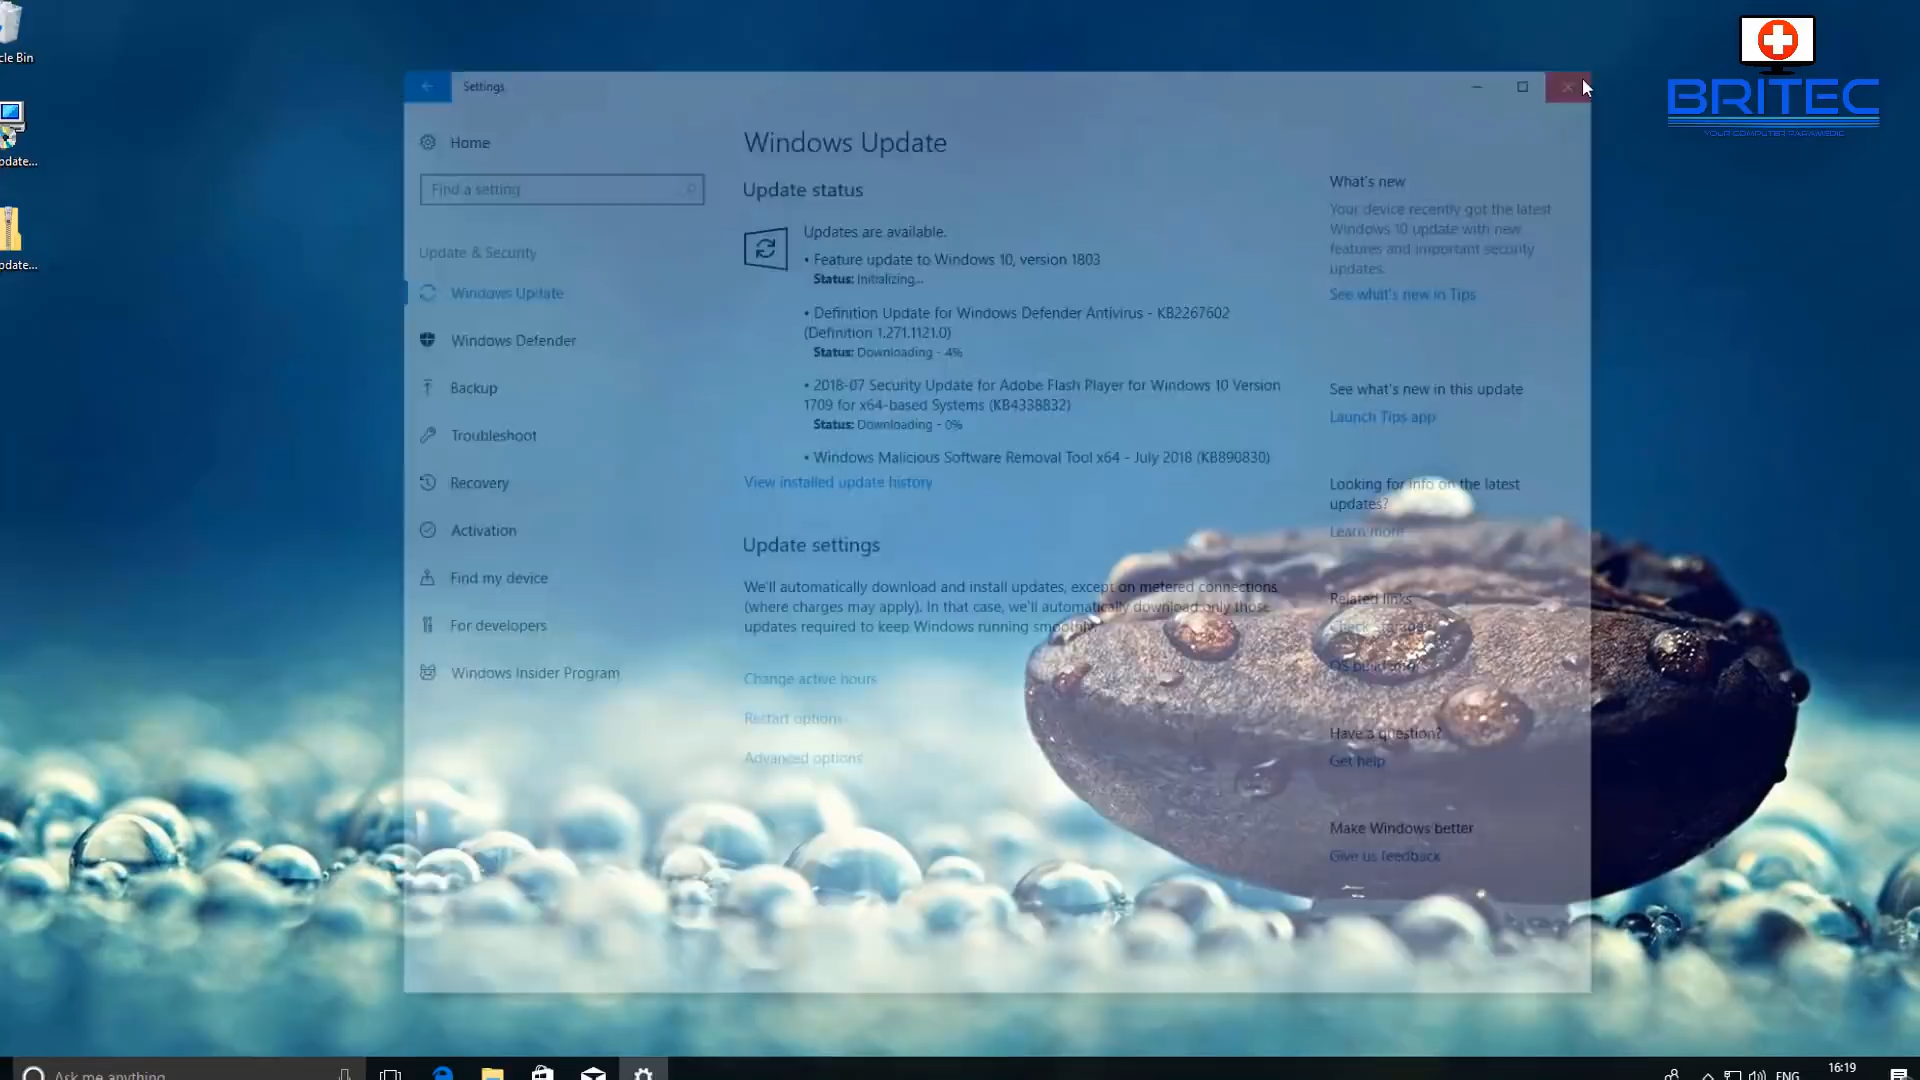 cle Bin
pdate...
pdate...
BRITEC
YOUR COMPUTER PARAMEDIC
Settings
Home
Find a setting
Update & Security
Windows Update
Windows Defender
Backup
Troubleshoot
Recovery
Activation
Find my device
For developers
Windows Insider Program
Windows Update
Update status
Updates are available.
• Feature update to Windows 10, version 1803
Status: Initializing...
• Definition Update for Windows Defender Antivirus - KB2267602
(Definition 1.271.1121.0)
Status: Downloading - 4%
• 2018-07 Security Update for Adobe Flash Player for Windows 10 Version
1709 for x64-based Systems (KB4338832)
Status: Downloading - 0%
• Windows Malicious Software Removal Tool x64 - July 2018 (KB890830)
View installed update history
Update settings
We'll automatically download and install updates, except on metered connections
(where charges may apply). In that case, we'll automatically download only those
updates required to keep Windows running smoothly.
Change active hours
Restart options
Advanced options
What's new
Your device recently got the latest
Windows 10 update with new
features and important security
updates.
See what's new in Tips
See what's new in this update
Launch Tips app
Looking for info on the latest
updates?
Learn more
Related links
Check storage
OS build info
Have a question?
Get help
Make Windows better
Give us feedback
Ask me anything
ENG
16:19